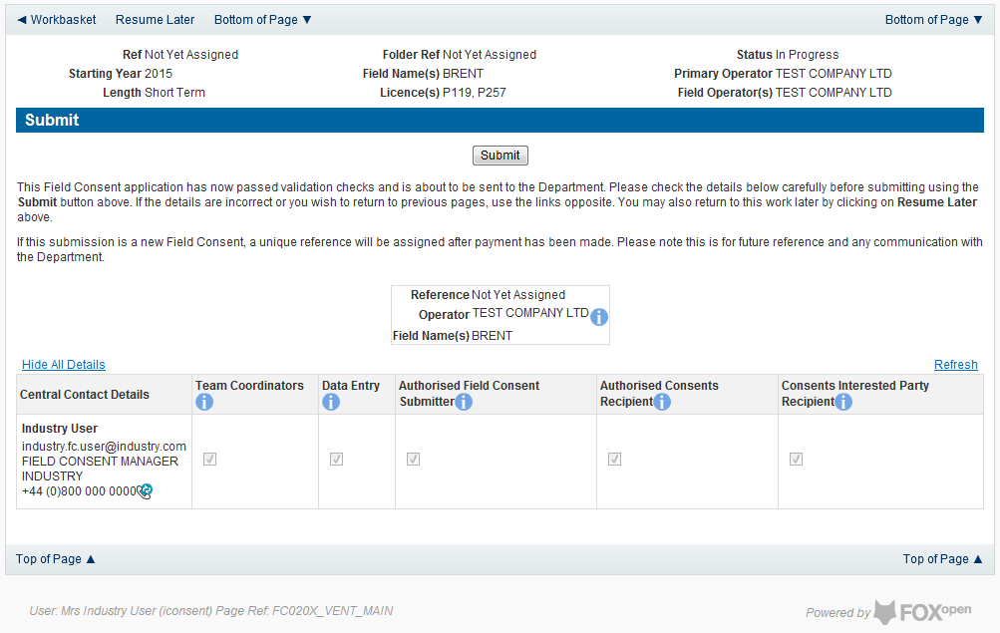 ◄ Workbasket Resume Later Bottom of Page ▼ Bottom of Page ▼
Ref Not Yet Assigned Folder Ref Not Yet Assigned Status In Progress
Starting Year 2015 Field Name(s) BRENT Primary Operator TEST COMPANY LTD
Length Short Term Licence(s) P119, P257 Field Operator(s) TEST COMPANY LTD
Submit
Submit
This Field Consent application has now passed validation checks and is about to be sent to the Department. Please check the details below carefully before submitting using the
Submit button above. If the details are incorrect or you wish to return to previous pages, use the links opposite. You may also return to this work later by clicking on Resume Later
above.
If this submission is a new Field Consent, a unique reference will be assigned after payment has been made. Please note this is for future reference and any communication with
the Department.
Reference Not Yet Assigned
Operator TEST COMPANY LTD i
Field Name(s) BRENT
Hide All Details Refresh
Central Contact Details
Team Coordinators
i
Data Entry
i
Authorised Field Consent
Submitter i
Authorised Consents
Recipient i
Consents Interested Party
Recipient i
Industry User
industry.fc.user@industry.com
FIELD CONSENT MANAGER
INDUSTRY
+44 (0)800 000 0000
Top of Page ▲ Top of Page ▲
User: Mrs Industry User (iconsent) Page Ref: FC020X_VENT_MAIN
Powered by FOXopen